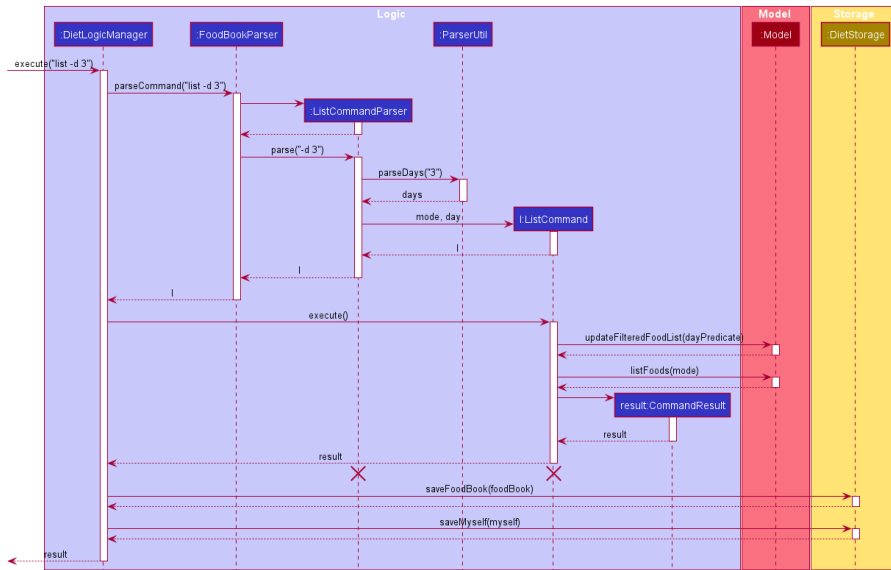 Logic
Model
Storage
:DietLogicManager
:FoodBookParser
:ParserUtil
:Model
:DietStorage
execute("list -d 3")
parseCommand("list -d 3")
:ListCommandParser
parse("-d 3")
parseDays("3")
days
mode, day
l:ListCommand
l
l
l
execute()
updateFilteredFoodList(dayPredicate)
listFoods(mode)
result:CommandResult
result
result
saveFoodBook(foodBook)
saveMyself(myself)
result